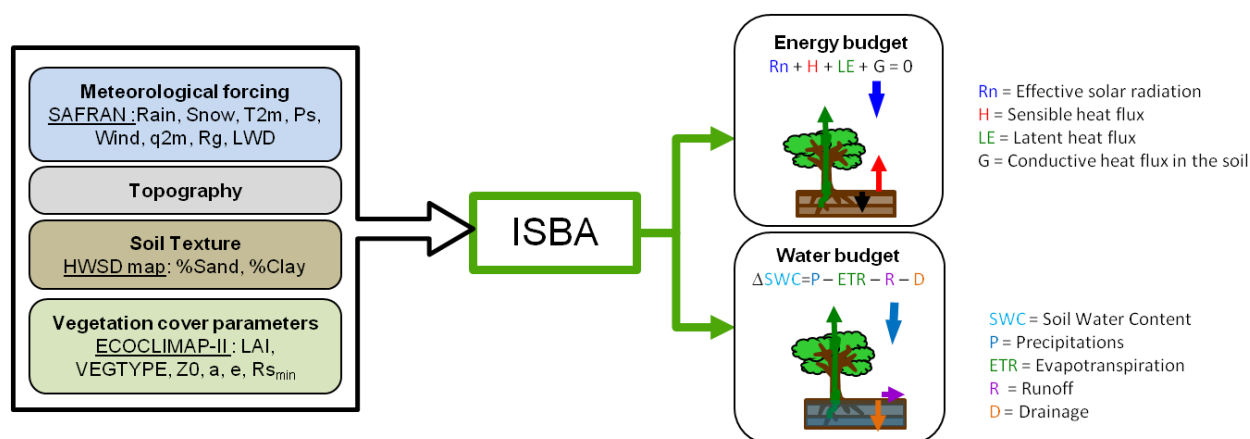 Meteorological forcing
SAFRAN :Rain, Snow, T2m, Ps,
Wind, q2m, Rg, LWD
Topography
Soil Texture
HWSD map: %Sand, %Clay
Vegetation cover parameters
ECOCLIMAP-II : LAI,
VEGTYPE, Z0, a, e, Rsmin
ISBA
Energy budget
Rn + H + LE + G = 0
Rn = Effective solar radiation
H = Sensible heat flux
LE = Latent heat flux
G = Conductive heat flux in the soil
Water budget
ΔSWC=P – ETR – R – D
SWC = Soil Water Content
P = Precipitations
ETR = Evapotranspiration
R = Runoff
D = Drainage